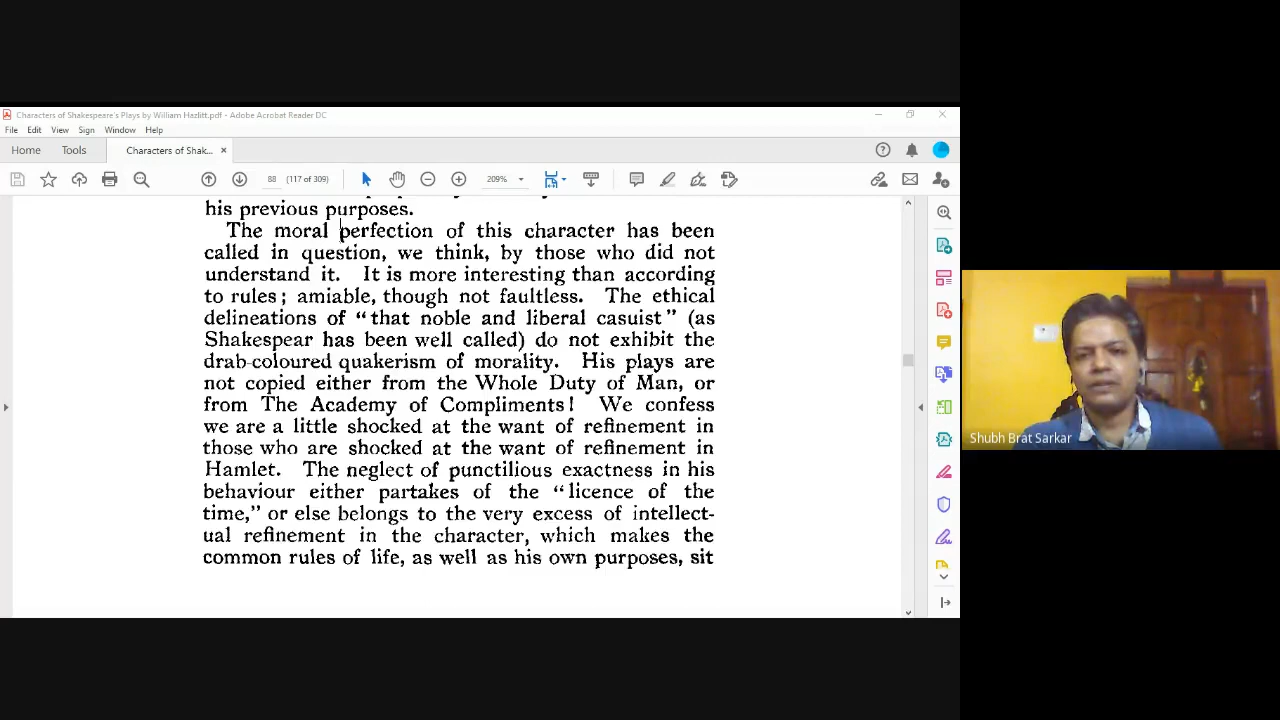 Characters of Shakespeare's Plays by William Hazlitt.pdf - Adobe Acrobat Reader DC
File Edit View Sign Window Help
Home Tools Characters of Shak... ×
88 (117 of 309) 209%
his previous purposes.
The moral perfection of this character has been
called in question, we think, by those who did not
understand it. It is more interesting than according
to rules; amiable, though not faultless. The ethical
delineations of "that noble and liberal casuist" (as
Shakespear has been well called) do not exhibit the
drab-coloured quakerism of morality. His plays are
not copied either from the Whole Duty of Man, or
from The Academy of Compliments! We confess
we are a little shocked at the want of refinement in
those who are shocked at the want of refinement in
Hamlet. The neglect of punctilious exactness in his
behaviour either partakes of the "licence of the
time," or else belongs to the very excess of intellect-
ual refinement in the character, which makes the
common rules of life, as well as his own purposes, sit
Shubh Brat Sarkar